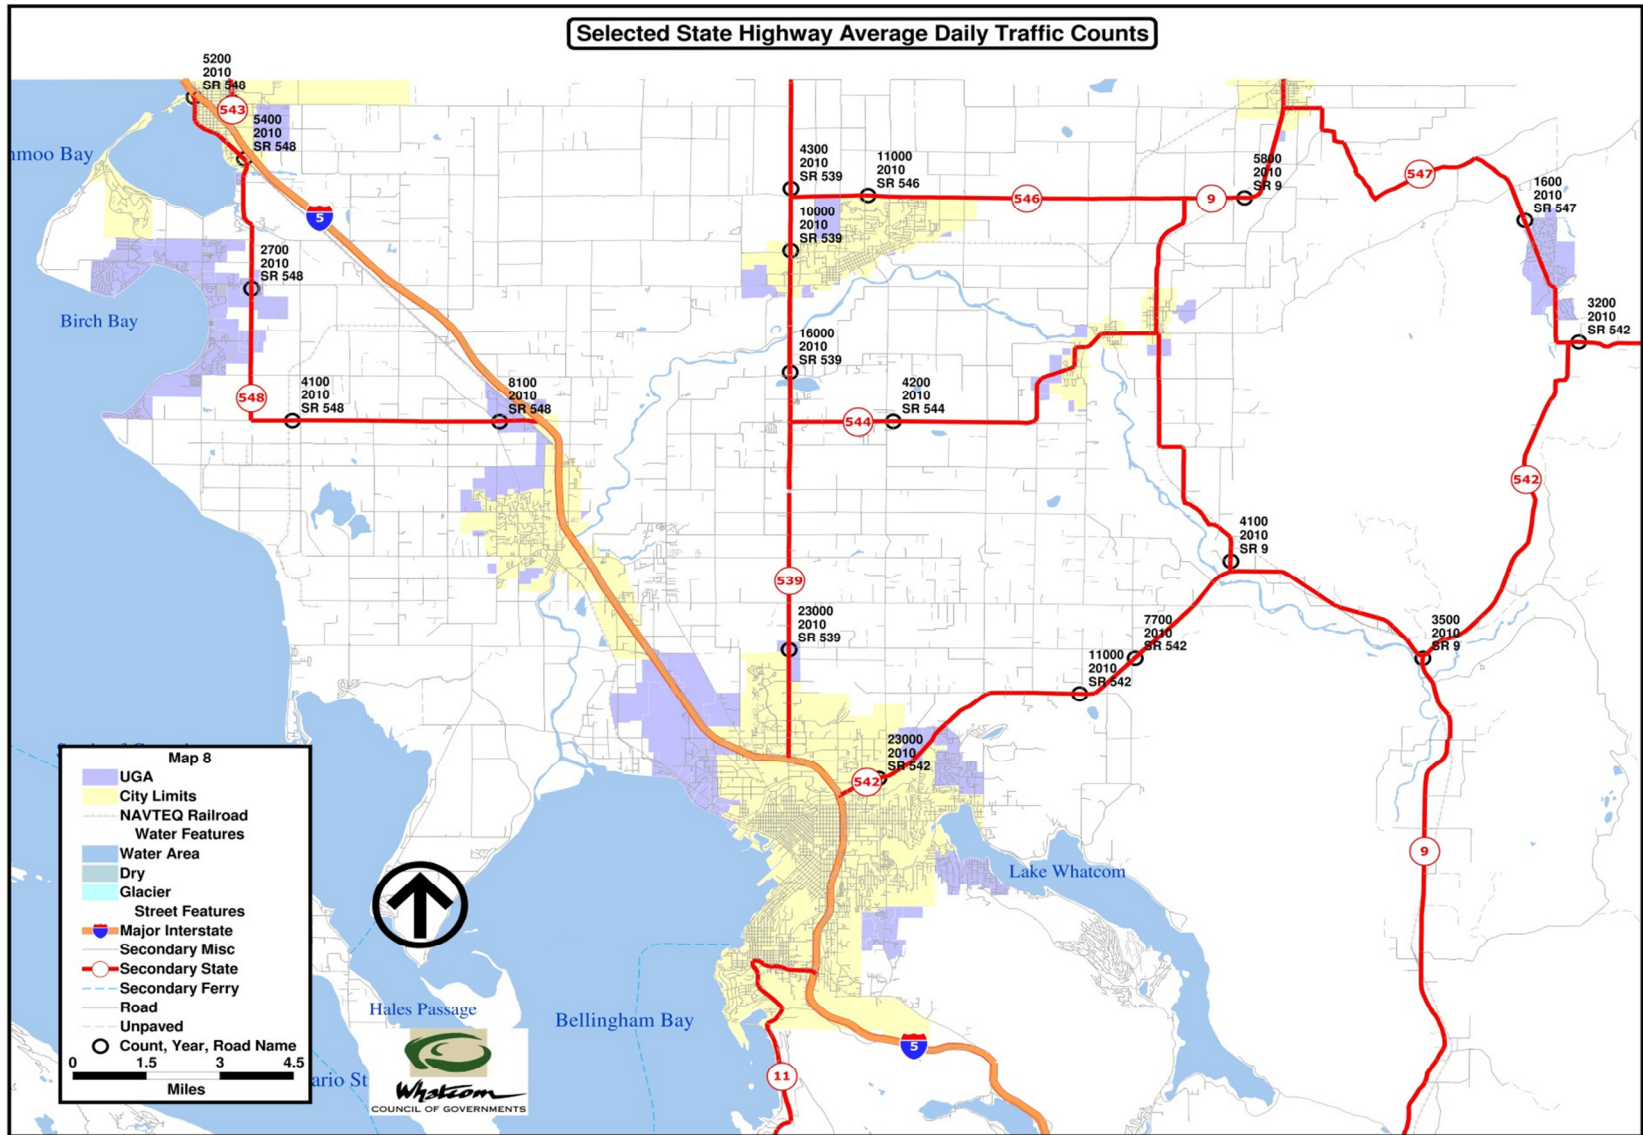 Selected State Highway Average Daily Traffic Counts
5200
2010
SR 548
543
5400
2010
SR 548
nmoo Bay
5
4300
2010
SR 539
11000
2010
SR 546
546
9
5800
2010
SR 9
547
1600
2010
SR 547
10000
2010
SR 539
2700
2010
SR 548
Birch Bay
3200
2010
SR 542
16000
2010
SR 539
548
4100
2010
SR 548
8100
2010
SR 548
544
4200
2010
SR 544
542
4100
2010
SR 9
539
23000
2010
SR 539
7700
2010
SR 542
11000
2010
SR 542
3500
2010
SR 9
23000
2010
SR 542
542
9
Lake Whatcom
Map 8
UGA
City Limits
NAVTEQ Railroad
Water Features
Water Area
Dry
Glacier
Street Features
Major Interstate
Secondary Misc
Secondary State
Secondary Ferry
Road
Unpaved
Count, Year, Road Name
0 1.5 3 4.5
Miles
Hales Passage
Bellingham Bay
5
11
ario St
Whatcom
COUNCIL OF GOVERNMENTS